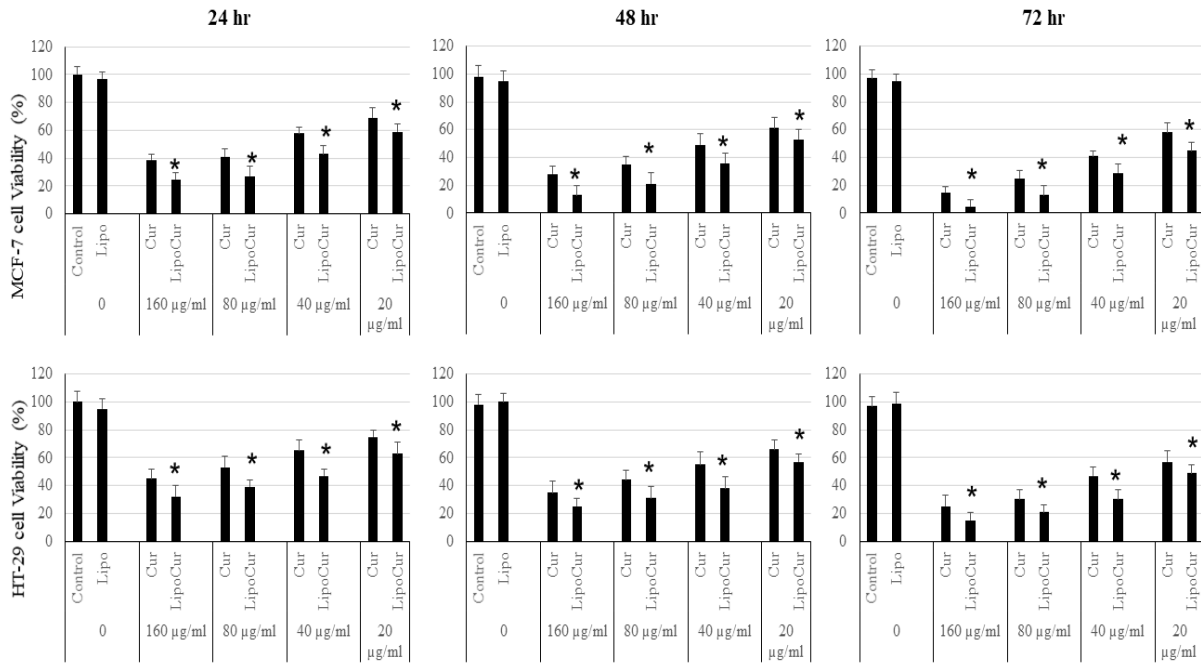 24 hr
48 hr
72 hr
MCF-7 cell Viability (%)
120
100
80
60
40
20
0
*
*
*
*
Control
Lipo
Cur
LipoCur
Cur
LipoCur
Cur
LipoCur
Cur
LipoCur
0
160 µg/ml
80 µg/ml
40 µg/ml
20
µg/ml
120
100
80
60
40
20
0
*
*
*
*
Control
Lipo
Cur
LipoCur
Cur
LipoCur
Cur
LipoCur
Cur
LipoCur
0
160 µg/ml
80 µg/ml
40 µg/ml
20
µg/ml
120
100
80
60
40
20
0
*
*
*
*
Control
Lipo
Cur
LipoCur
Cur
LipoCur
Cur
LipoCur
Cur
LipoCur
0
160 µg/ml
80 µg/ml
40 µg/ml
20
µg/ml
HT-29 cell Viability (%)
120
100
80
60
40
20
0
*
*
*
*
Control
Lipo
Cur
LipoCur
Cur
LipoCur
Cur
LipoCur
Cur
LipoCur
0
160 µg/ml
80 µg/ml
40 µg/ml
20
µg/ml
120
100
80
60
40
20
0
*
*
*
*
Control
Lipo
Cur
LipoCur
Cur
LipoCur
Cur
LipoCur
Cur
LipoCur
0
160 µg/ml
80 µg/ml
40 µg/ml
20
µg/ml
120
100
80
60
40
20
0
*
*
*
*
Control
Lipo
Cur
LipoCur
Cur
LipoCur
Cur
LipoCur
Cur
LipoCur
0
160 µg/ml
80 µg/ml
40 µg/ml
20
µg/ml